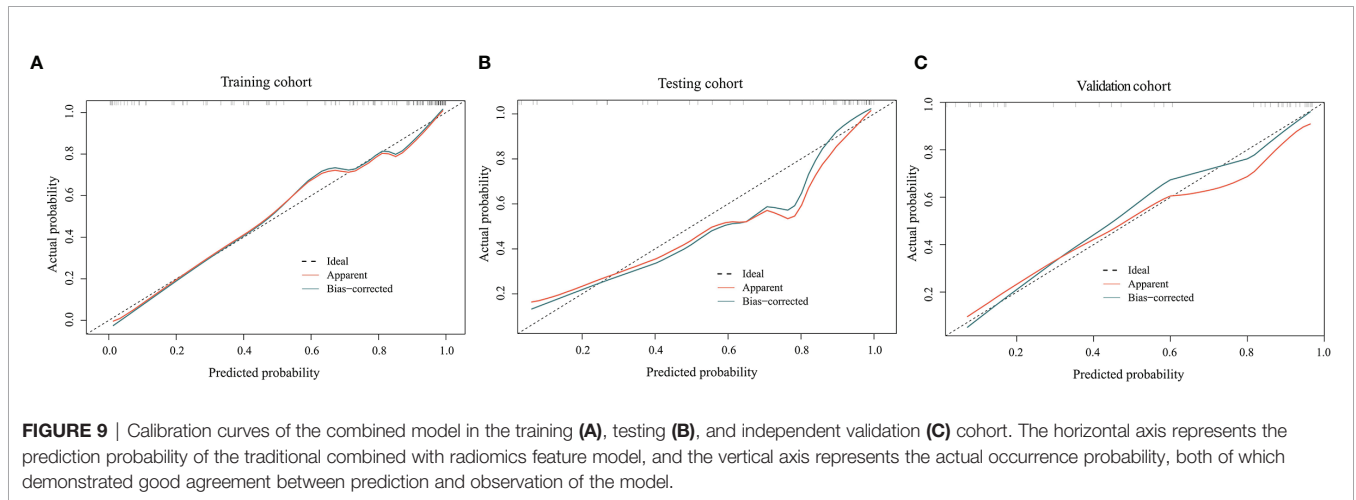 A
Training cohort
Actual probability
1.0
0.8
0.6
0.4
0.2
0.0
Ideal
Apparent
Bias-corrected
0.0 0.2 0.4 0.6 0.8 1.0
Predicted probability
B
Testing cohort
Actual probability
1.0
0.8
0.6
0.4
0.2
Ideal
Apparent
Bias-corrected
0.2 0.4 0.6 0.8 1.0
Predicted probability
C
Validation cohort
Actual probability
1.0
0.8
0.6
0.4
0.2
Ideal
Apparent
Bias-corrected
0.2 0.4 0.6 0.8 1.0
Predicted probability
FIGURE 9 | Calibration curves of the combined model in the training (A), testing (B), and independent validation (C) cohort. The horizontal axis represents the
prediction probability of the traditional combined with radiomics feature model, and the vertical axis represents the actual occurrence probability, both of which
demonstrated good agreement between prediction and observation of the model.